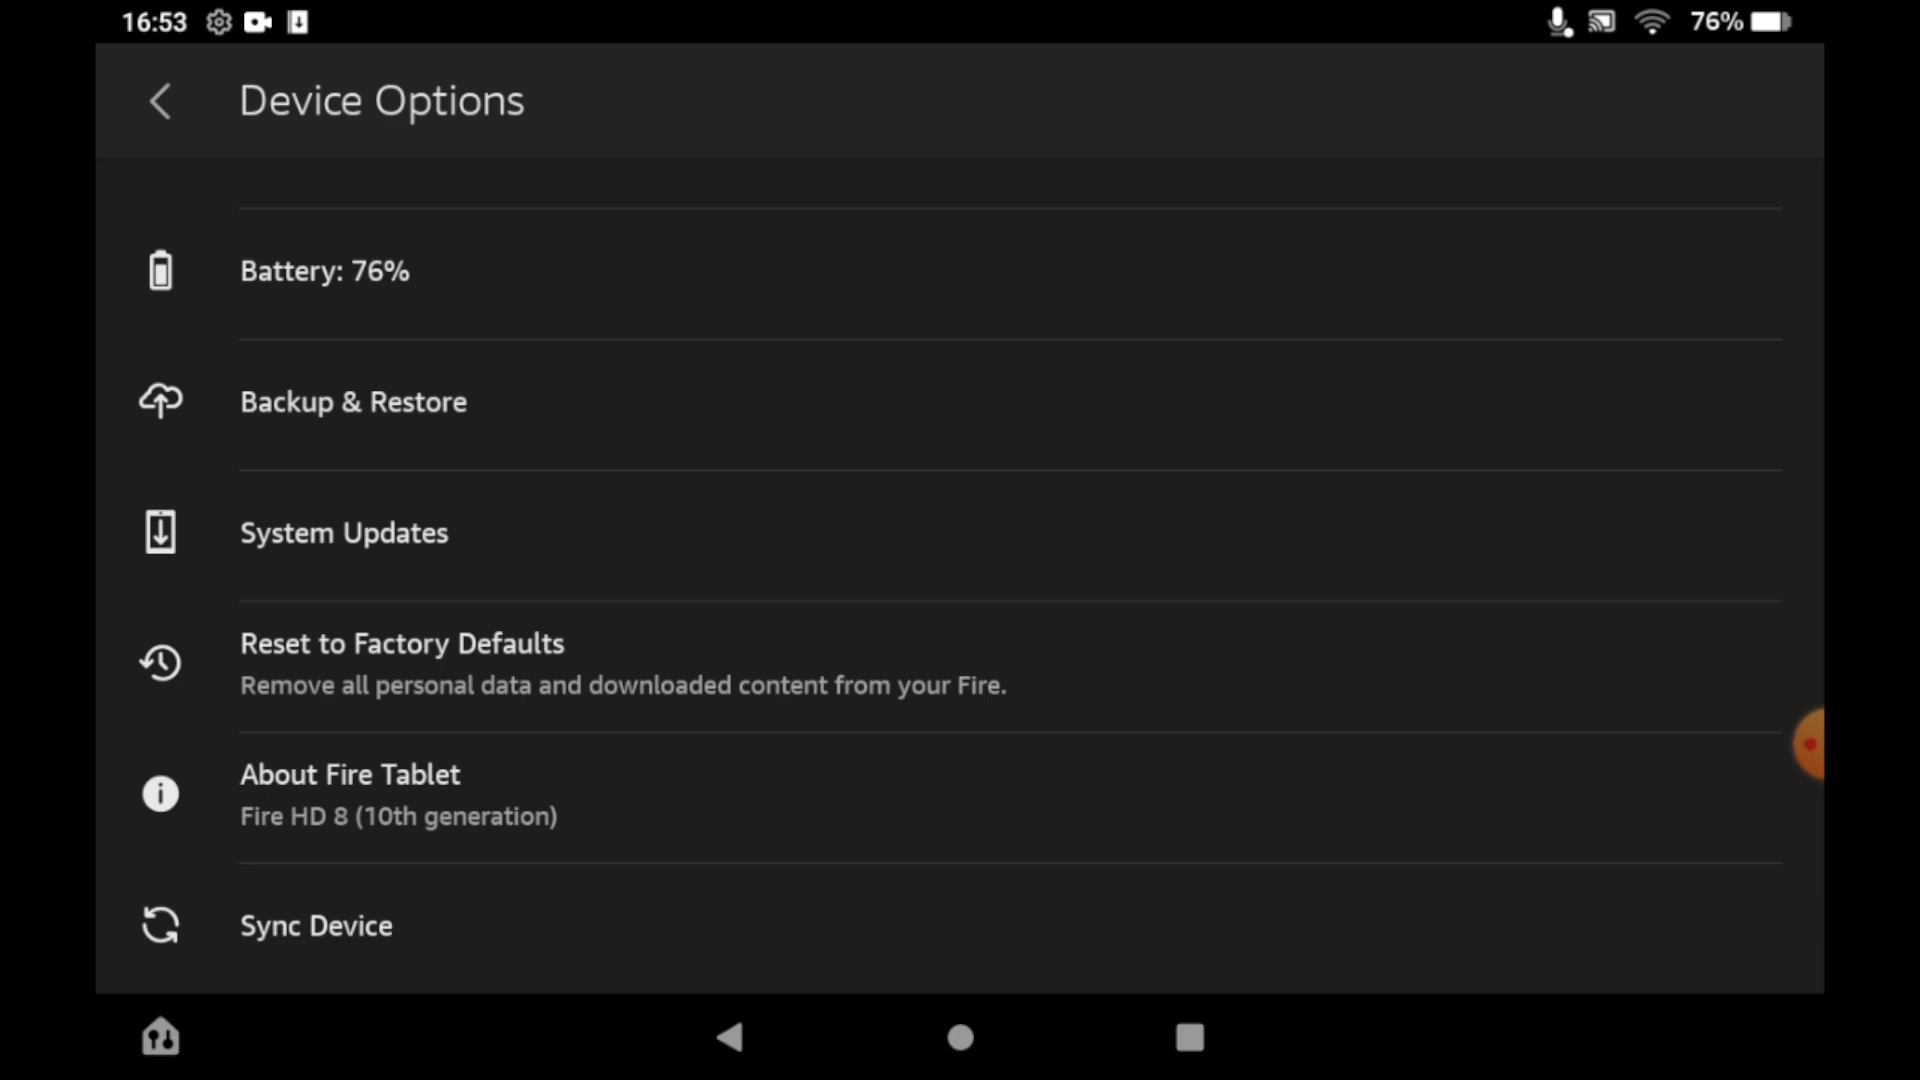 16:53
76%
Device Options
Battery: 76%
Backup & Restore
System Updates
Reset to Factory Defaults
Remove all personal data and downloaded content from your Fire.
About Fire Tablet
Fire HD 8 (10th generation)
Sync Device